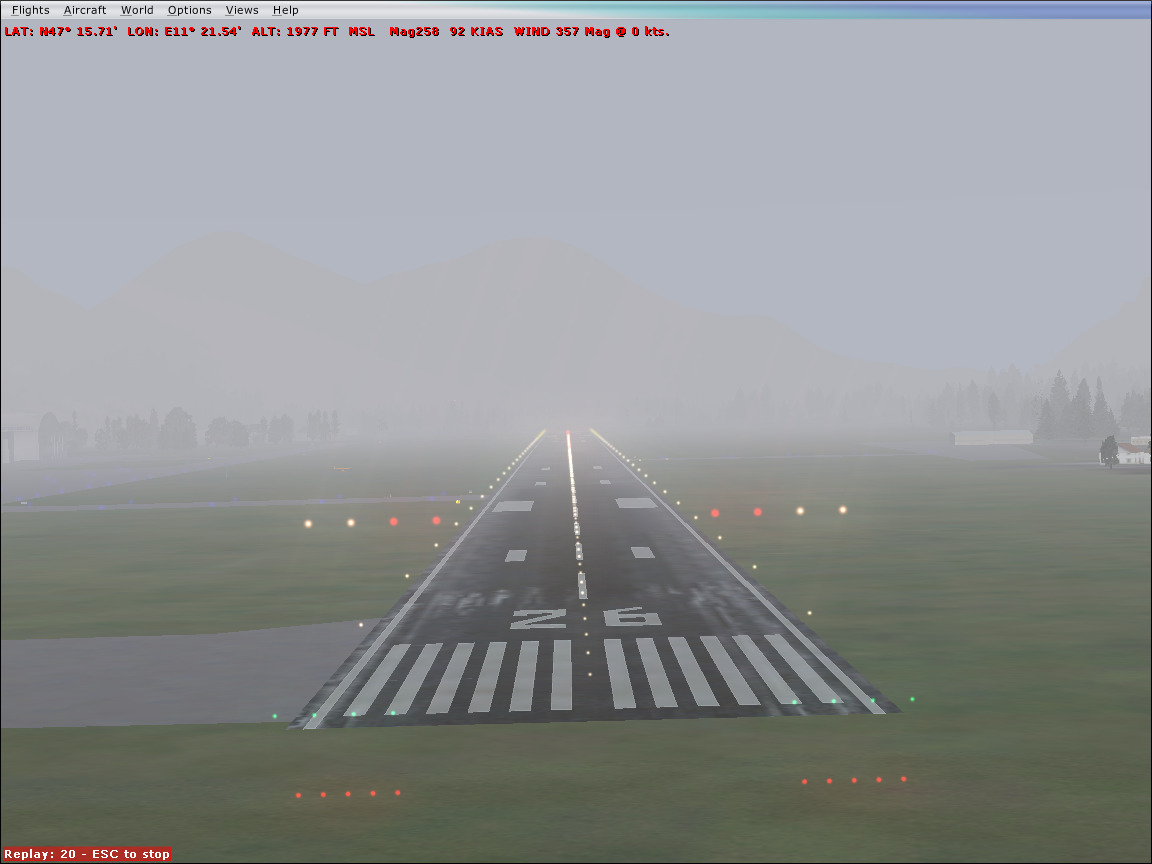 Flights Aircraft World Options Views Help
LAT: N47° 15.71' LON: E11° 21.54' ALT: 1977 FT MSL Mag258 92 KIAS WIND 357 Mag @ 0 kts.
26
Replay: 20 - ESC to stop